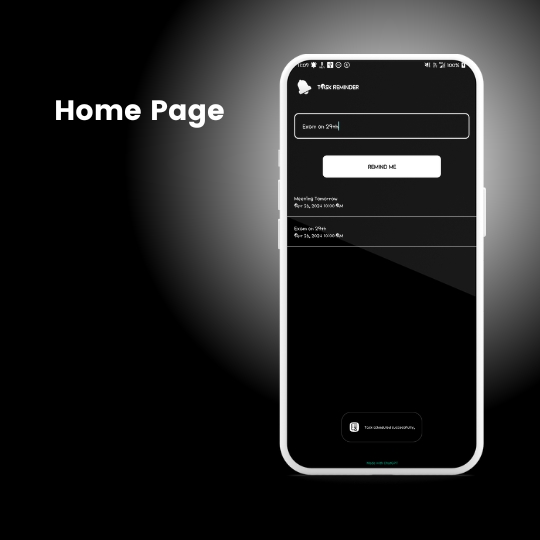 Home Page
11:09
100%
TASK REMINDER
Exam on 29th
REMIND ME
Meeting Tomorrow
Apr 26, 2024 10:00 AM
Exam on 29th
Apr 26, 2024 10:00 AM
Task scheduled successfully.